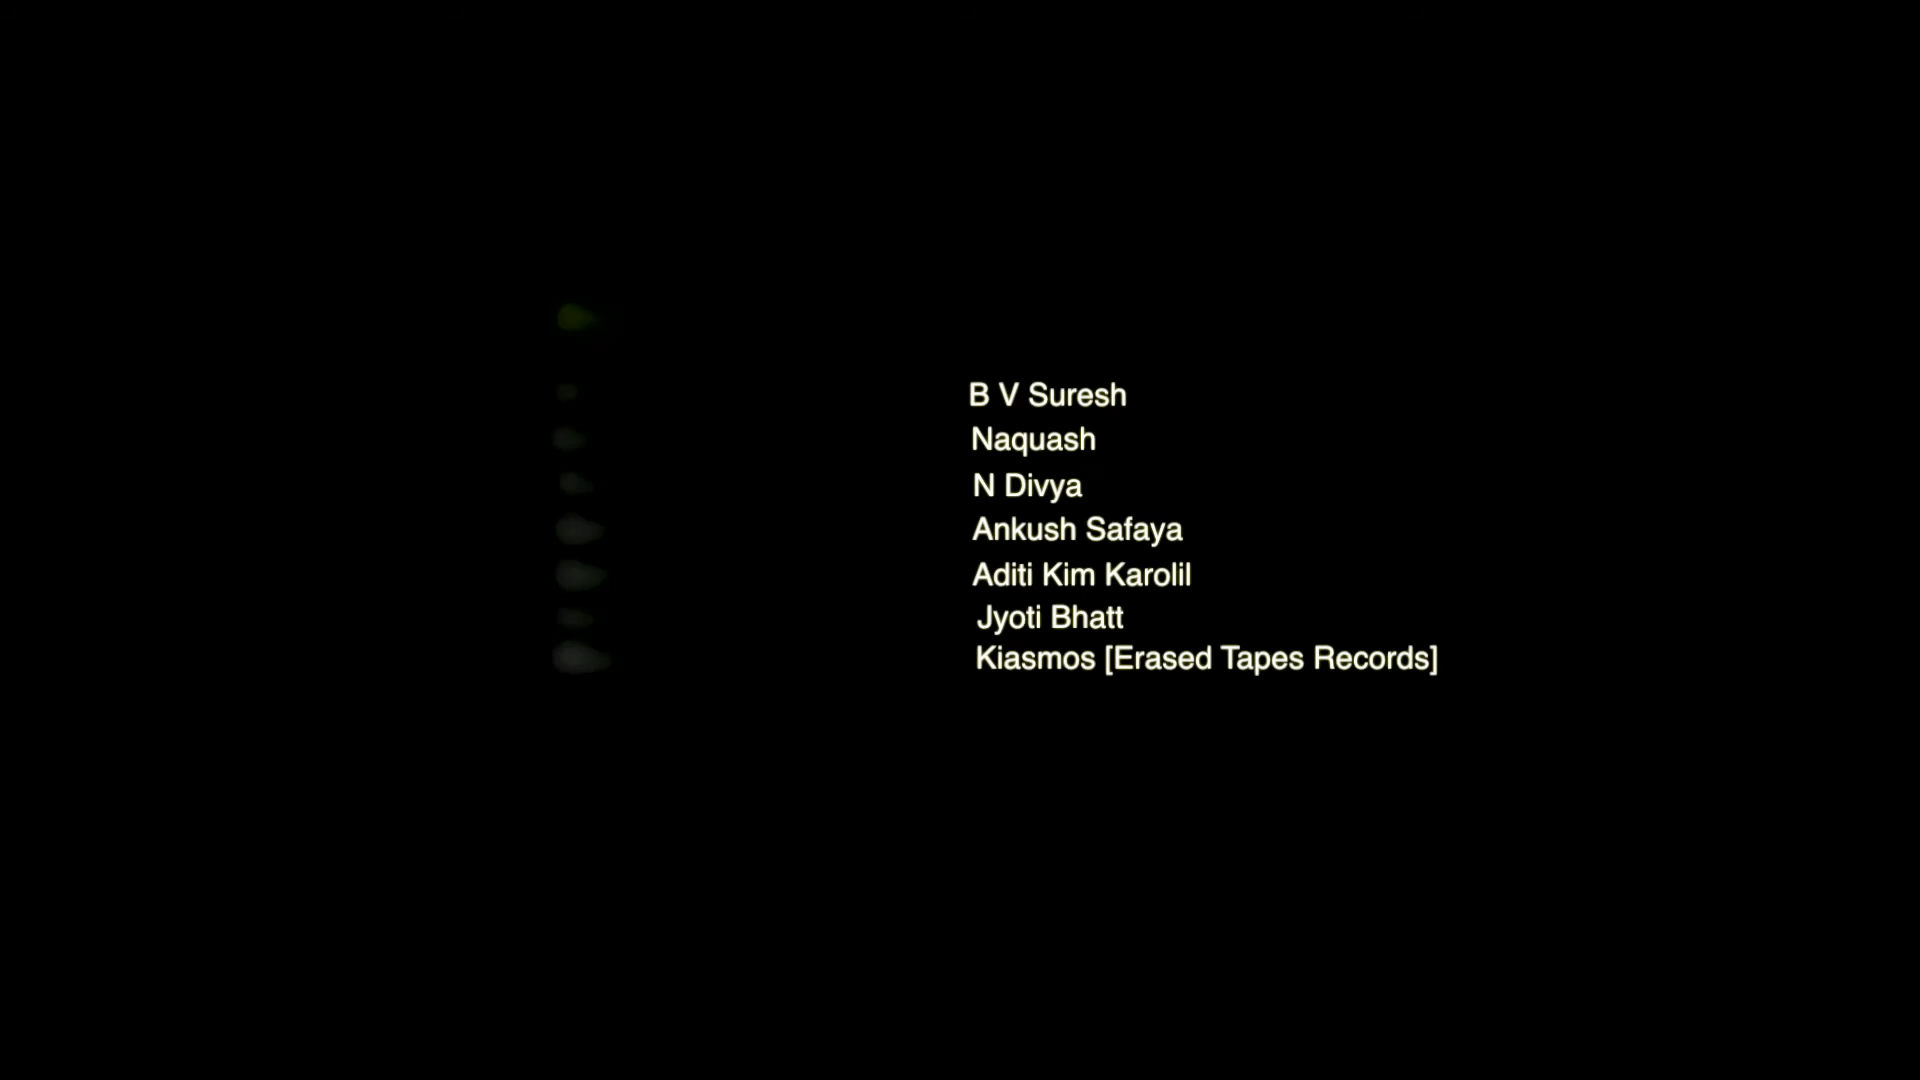 B V Suresh
Naquash
N Divya
Ankush Safaya
Aditi Kim Karolil
Jyoti Bhatt
Kiasmos [Erased Tapes Records]